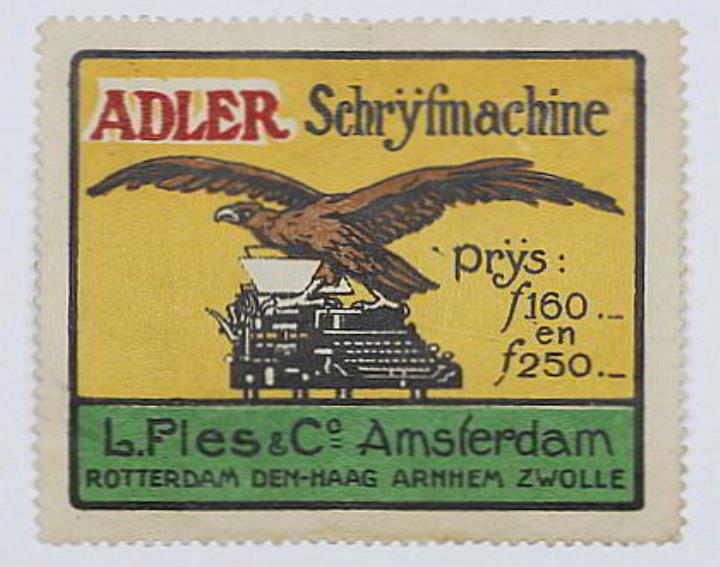 ADLER Schrÿfmachine
prÿs:
f160.-
en
f250.-
L.Ples & Cº Amsterdam
ROTTERDAM DEN-HAAG ARNHEM ZWOLLE